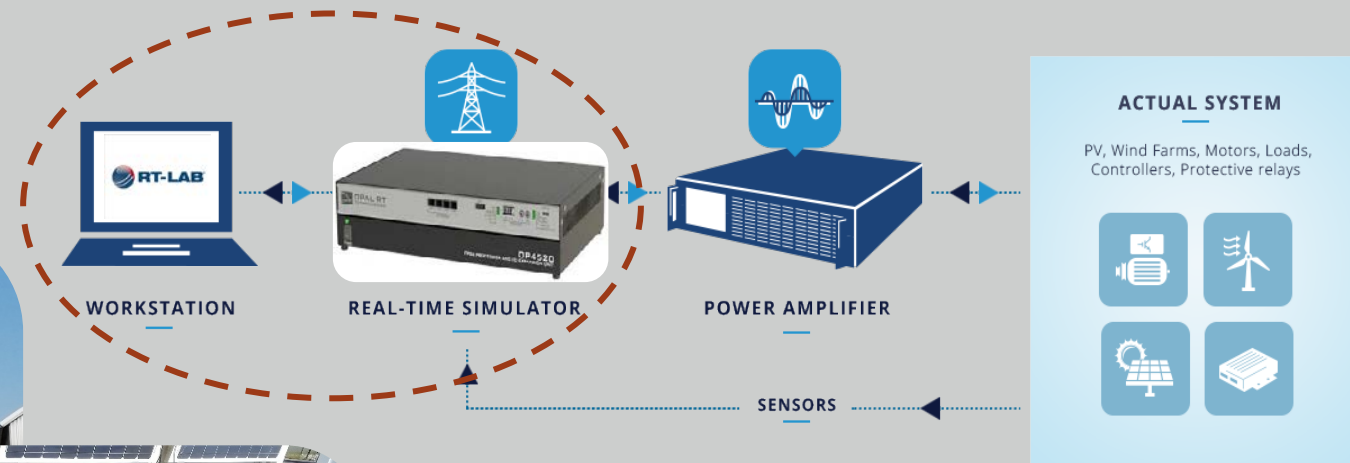 RT-LAB
OPAL RT
OP4520
WORKSTATION
REAL-TIME SIMULATOR
POWER AMPLIFIER
SENSORS
ACTUAL SYSTEM
PV, Wind Farms, Motors, Loads,
Controllers, Protective relays